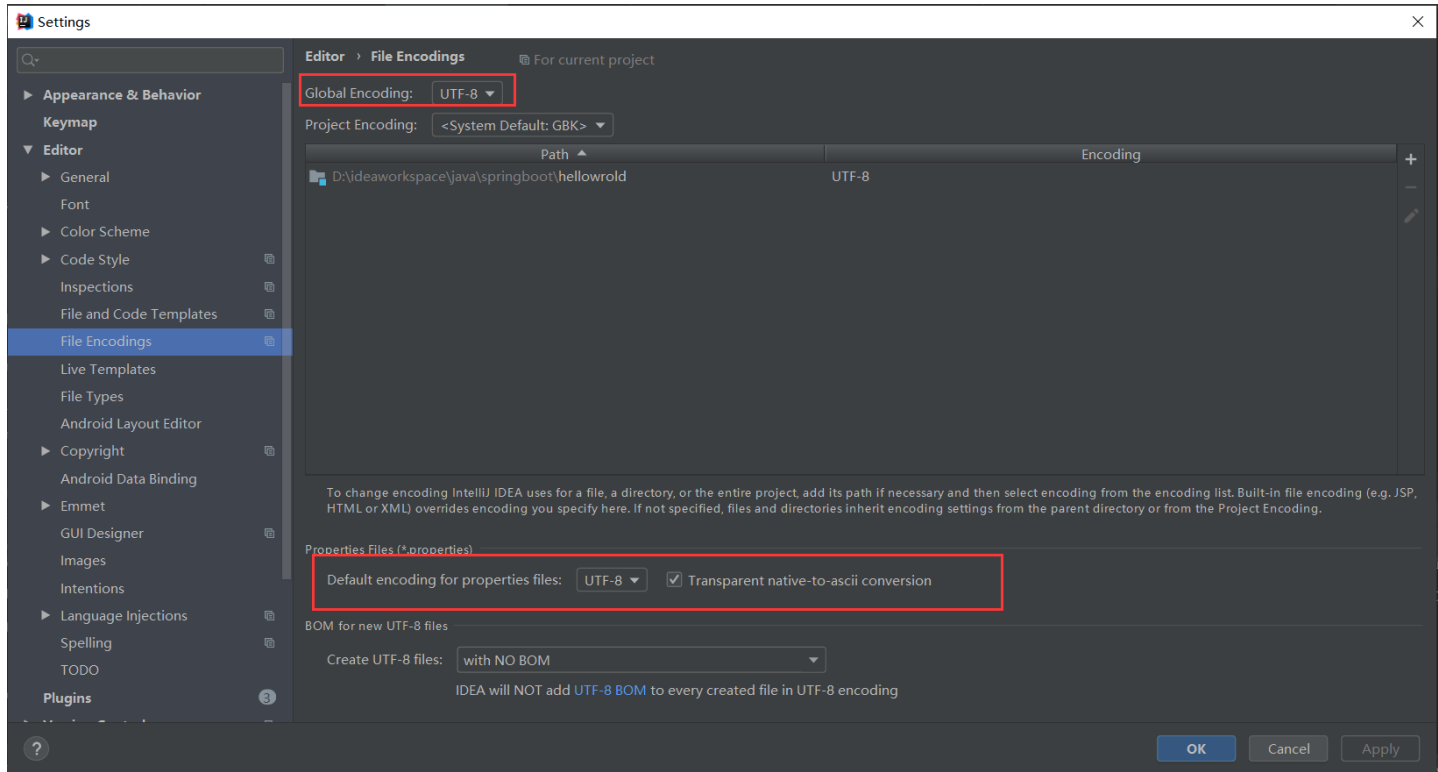 Settings
Editor › File Encodings For current project
Global Encoding: UTF-8
Project Encoding: <System Default: GBK>
Path Encoding
D:\ideaworkspace\java\springboot\hellowrold UTF-8
Appearance & Behavior
Keymap
Editor
General
Font
Color Scheme
Code Style
Inspections
File and Code Templates
File Encodings
Live Templates
File Types
Android Layout Editor
Copyright
Android Data Binding
Emmet
GUI Designer
Images
Intentions
Language Injections
Spelling
TODO
Plugins 3
To change encoding IntelliJ IDEA uses for a file, a directory, or the entire project, add its path if necessary and then select encoding from the encoding list. Built-in file encoding (e.g. JSP,
HTML or XML) overrides encoding you specify here. If not specified, files and directories inherit encoding settings from the parent directory or from the Project Encoding.
Properties Files (*.properties)
Default encoding for properties files: UTF-8 Transparent native-to-ascii conversion
BOM for new UTF-8 files
Create UTF-8 files: with NO BOM
IDEA will NOT add UTF-8 BOM to every created file in UTF-8 encoding
? OK Cancel Apply